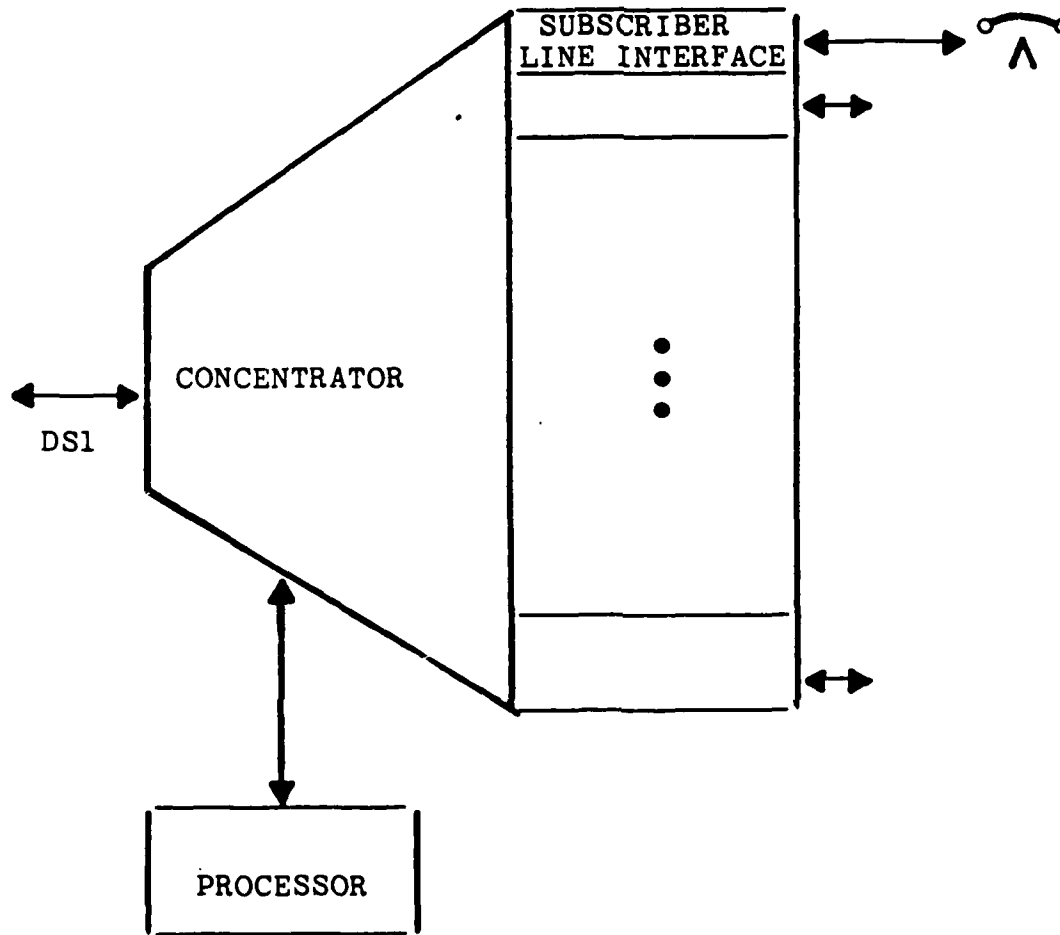 SUBSCRIBER
LINE INTERFACE
CONCENTRATOR
DS1
PROCESSOR